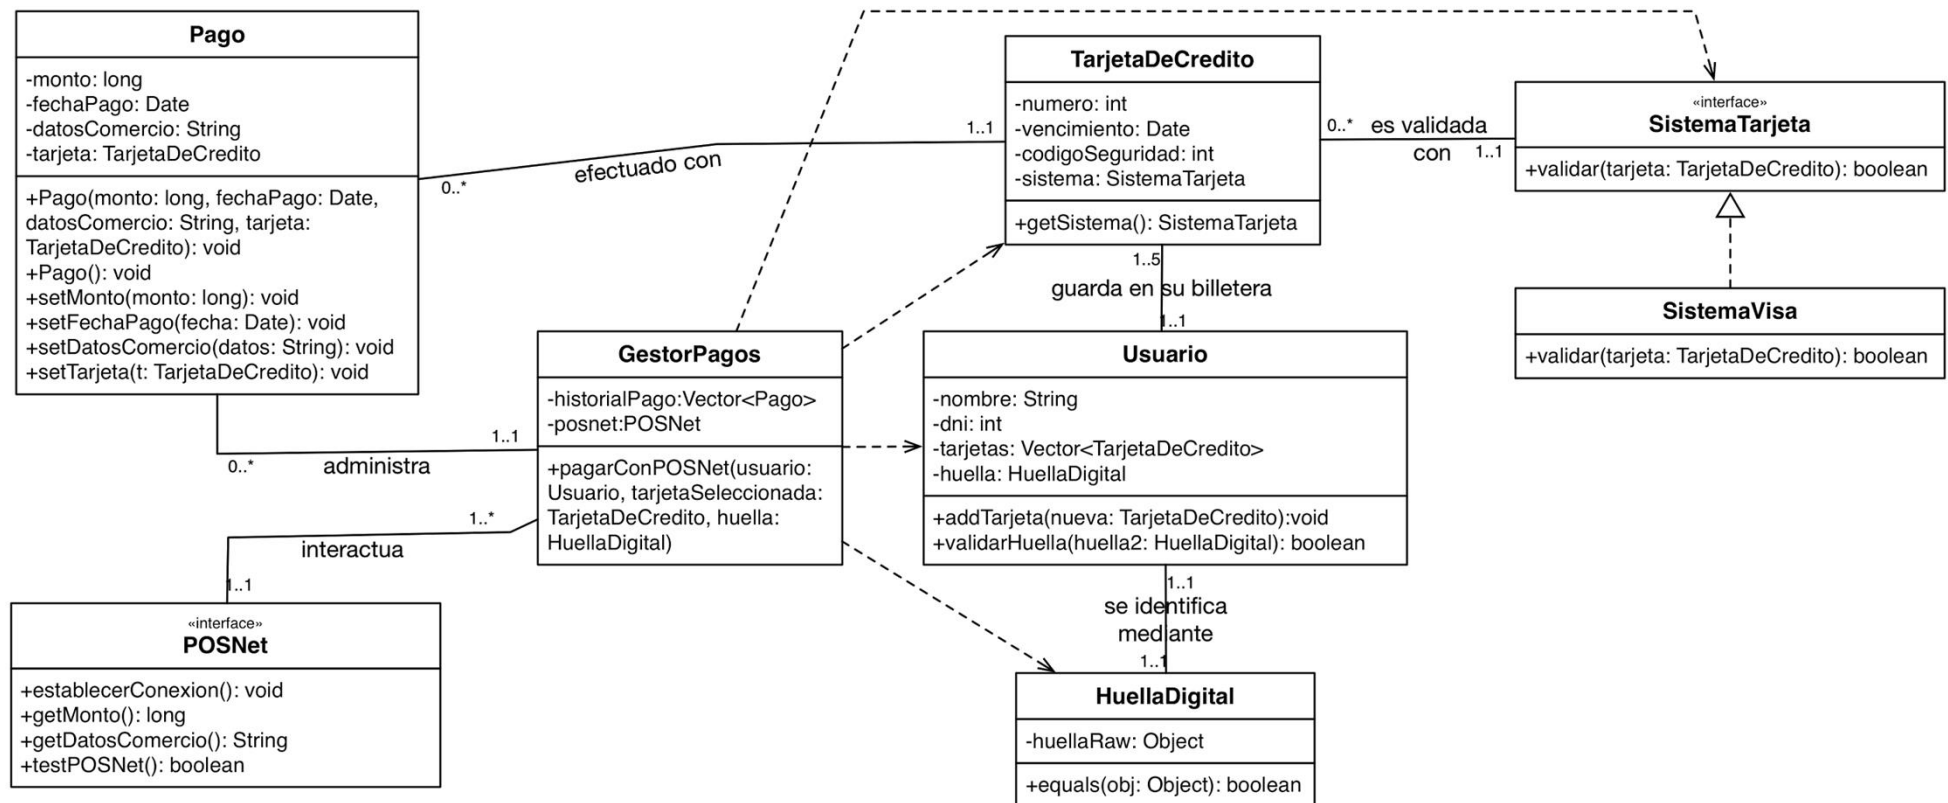 Pago
-monto: long
-fechaPago: Date
-datosComercio: String
-tarjeta: TarjetaDeCredito
+Pago(monto: long, fechaPago: Date,
datosComercio: String, tarjeta:
TarjetaDeCredito): void
+Pago(): void
+setMonto(monto: long): void
+setFechaPago(fecha: Date): void
+setDatosComercio(datos: String): void
+setTarjeta(t: TarjetaDeCredito): void
0..*
efectuado con
1..1
TarjetaDeCredito
-numero: int
-vencimiento: Date
-codigoSeguridad: int
-sistema: SistemaTarjeta
+getSistema(): SistemaTarjeta
0..*
es validada
con
1..1
«interface»
SistemaTarjeta
+validar(tarjeta: TarjetaDeCredito): boolean
SistemaVisa
+validar(tarjeta: TarjetaDeCredito): boolean
1..5
guarda en su billetera
1..1
GestorPagos
-historialPago:Vector<Pago>
-posnet:POSNet
+pagarConPOSNet(usuario:
Usuario, tarjetaSeleccionada:
TarjetaDeCredito, huella:
HuellaDigital)
Usuario
-nombre: String
-dni: int
-tarjetas: Vector<TarjetaDeCredito>
-huella: HuellaDigital
+addTarjeta(nueva: TarjetaDeCredito):void
+validarHuella(huella2: HuellaDigital): boolean
0..*
administra
1..1
1..*
interactua
1..1
«interface»
POSNet
+establecerConexion(): void
+getMonto(): long
+getDatosComercio(): String
+testPOSNet(): boolean
1..1
se identifica
mediante
1..1
HuellaDigital
-huellaRaw: Object
+equals(obj: Object): boolean